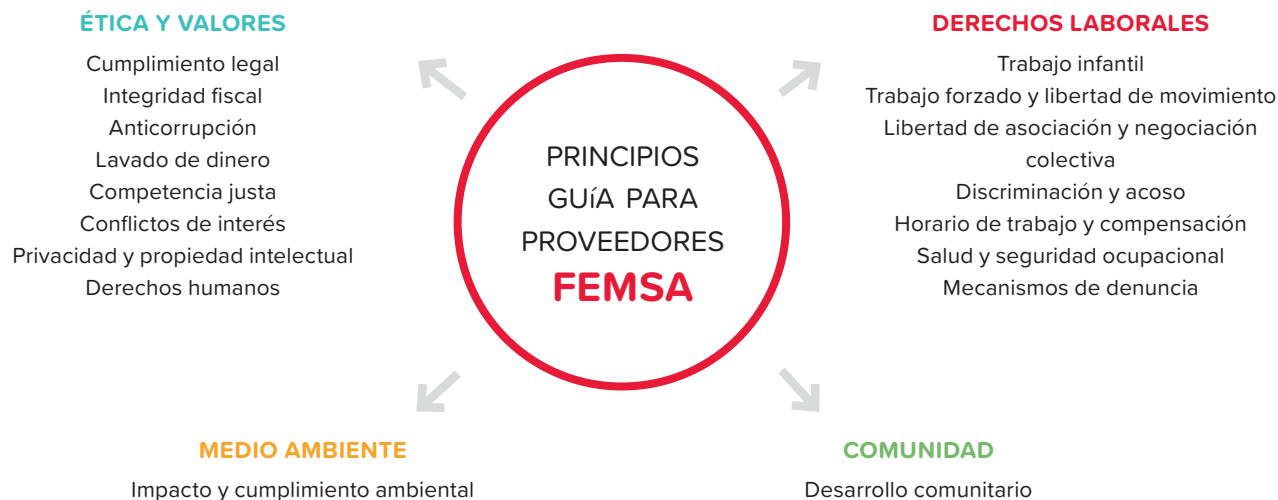 ÉTICA Y VALORES
Cumplimiento legal
Integridad fiscal
Anticorrupción
Lavado de dinero
Competencia justa
Conflictos de interés
Privacidad y propiedad intelectual
Derechos humanos
PRINCIPIOS
GUíA PARA
PROVEEDORES
FEMSA
DERECHOS LABORALES
Trabajo infantil
Trabajo forzado y libertad de movimiento
Libertad de asociación y negociación
colectiva
Discriminación y acoso
Horario de trabajo y compensación
Salud y seguridad ocupacional
Mecanismos de denuncia
MEDIO AMBIENTE
Impacto y cumplimiento ambiental
COMUNIDAD
Desarrollo comunitario